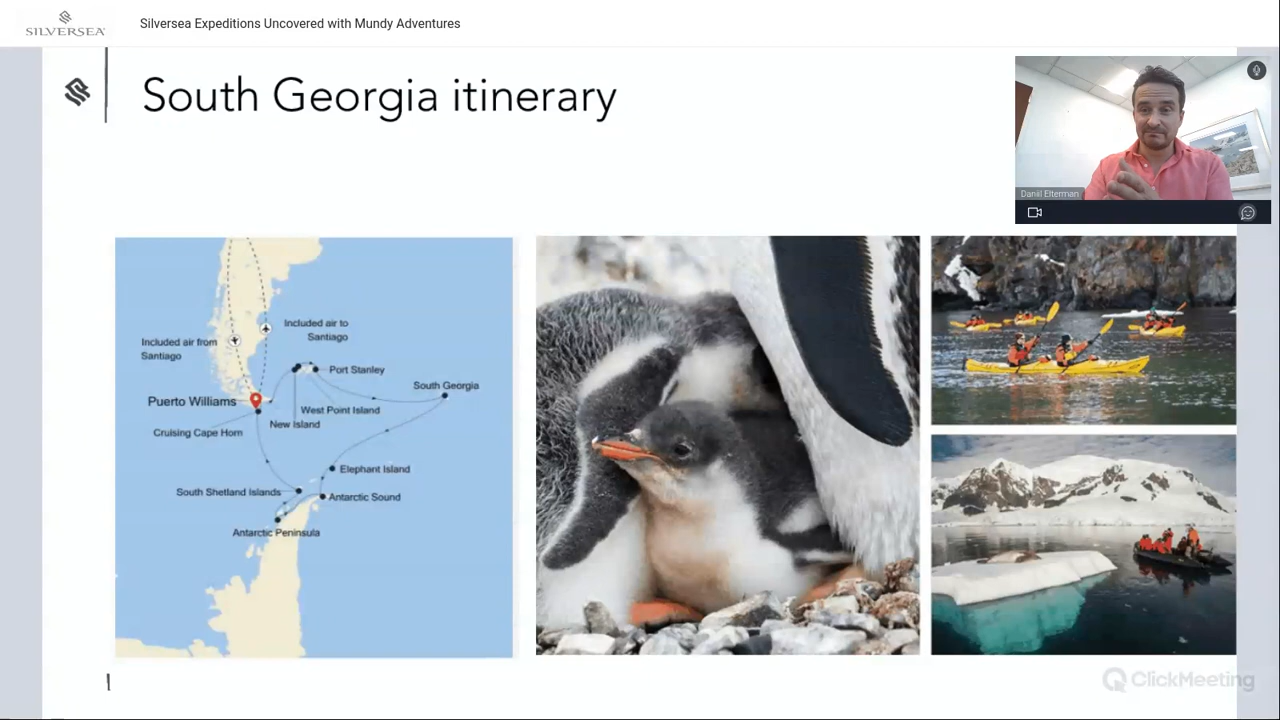 SILVERSEA
Silversea Expeditions Uncovered with Mundy Adventures
South Georgia itinerary
Daniil Elterman
Included air to
Santiago
Included air from
Santiago
Port Stanley
South Georgia
Puerto Williams
West Point Island
New Island
Cruising Cape Horn
Elephant Island
South Shetland Islands
Antarctic Sound
Antarctic Peninsula
ClickMeeting